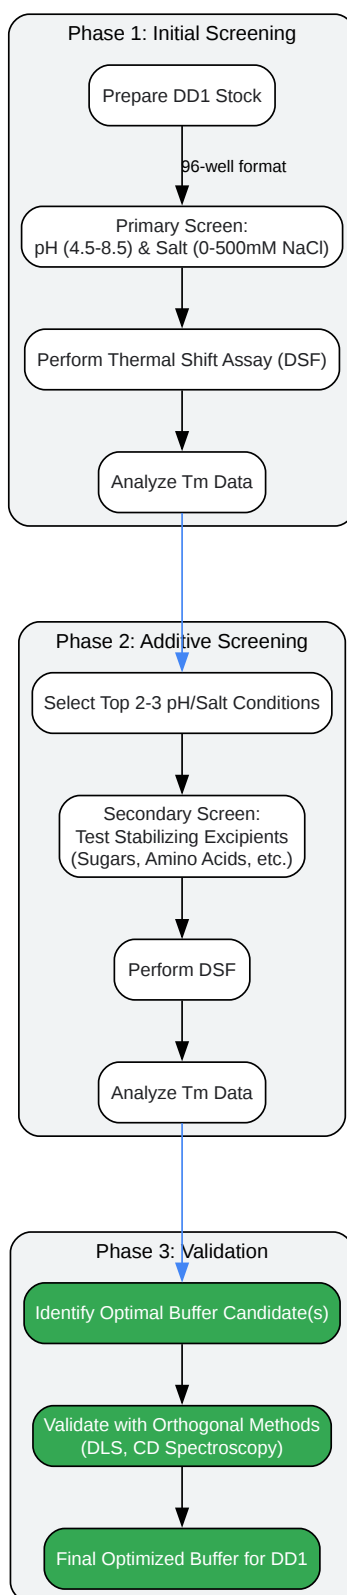 Phase 1: Initial Screening
Prepare DD1 Stock
96-well format
Primary Screen:
pH (4.5-8.5) & Salt (0-500mM NaCl)
Perform Thermal Shift Assay (DSF)
Analyze Tm Data
Phase 2: Additive Screening
Select Top 2-3 pH/Salt Conditions
Secondary Screen:
Test Stabilizing Excipients
(Sugars, Amino Acids, etc.)
Perform DSF
Analyze Tm Data
Phase 3: Validation
Identify Optimal Buffer Candidate(s)
Validate with Orthogonal Methods
(DLS, CD Spectroscopy)
Final Optimized Buffer for DD1